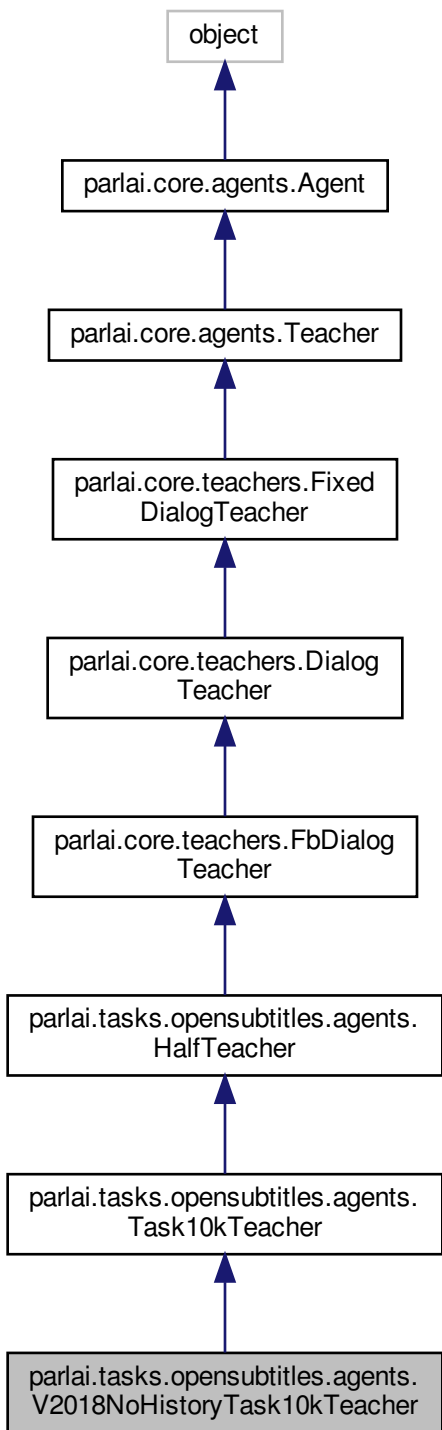 object
parlai.core.agents.Agent
parlai.core.agents.Teacher
parlai.core.teachers.Fixed
DialogTeacher
parlai.core.teachers.Dialog
Teacher
parlai.core.teachers.FbDialog
Teacher
parlai.tasks.opensubtitles.agents.
HalfTeacher
parlai.tasks.opensubtitles.agents.
Task10kTeacher
parlai.tasks.opensubtitles.agents.
V2018NoHistoryTask10kTeacher